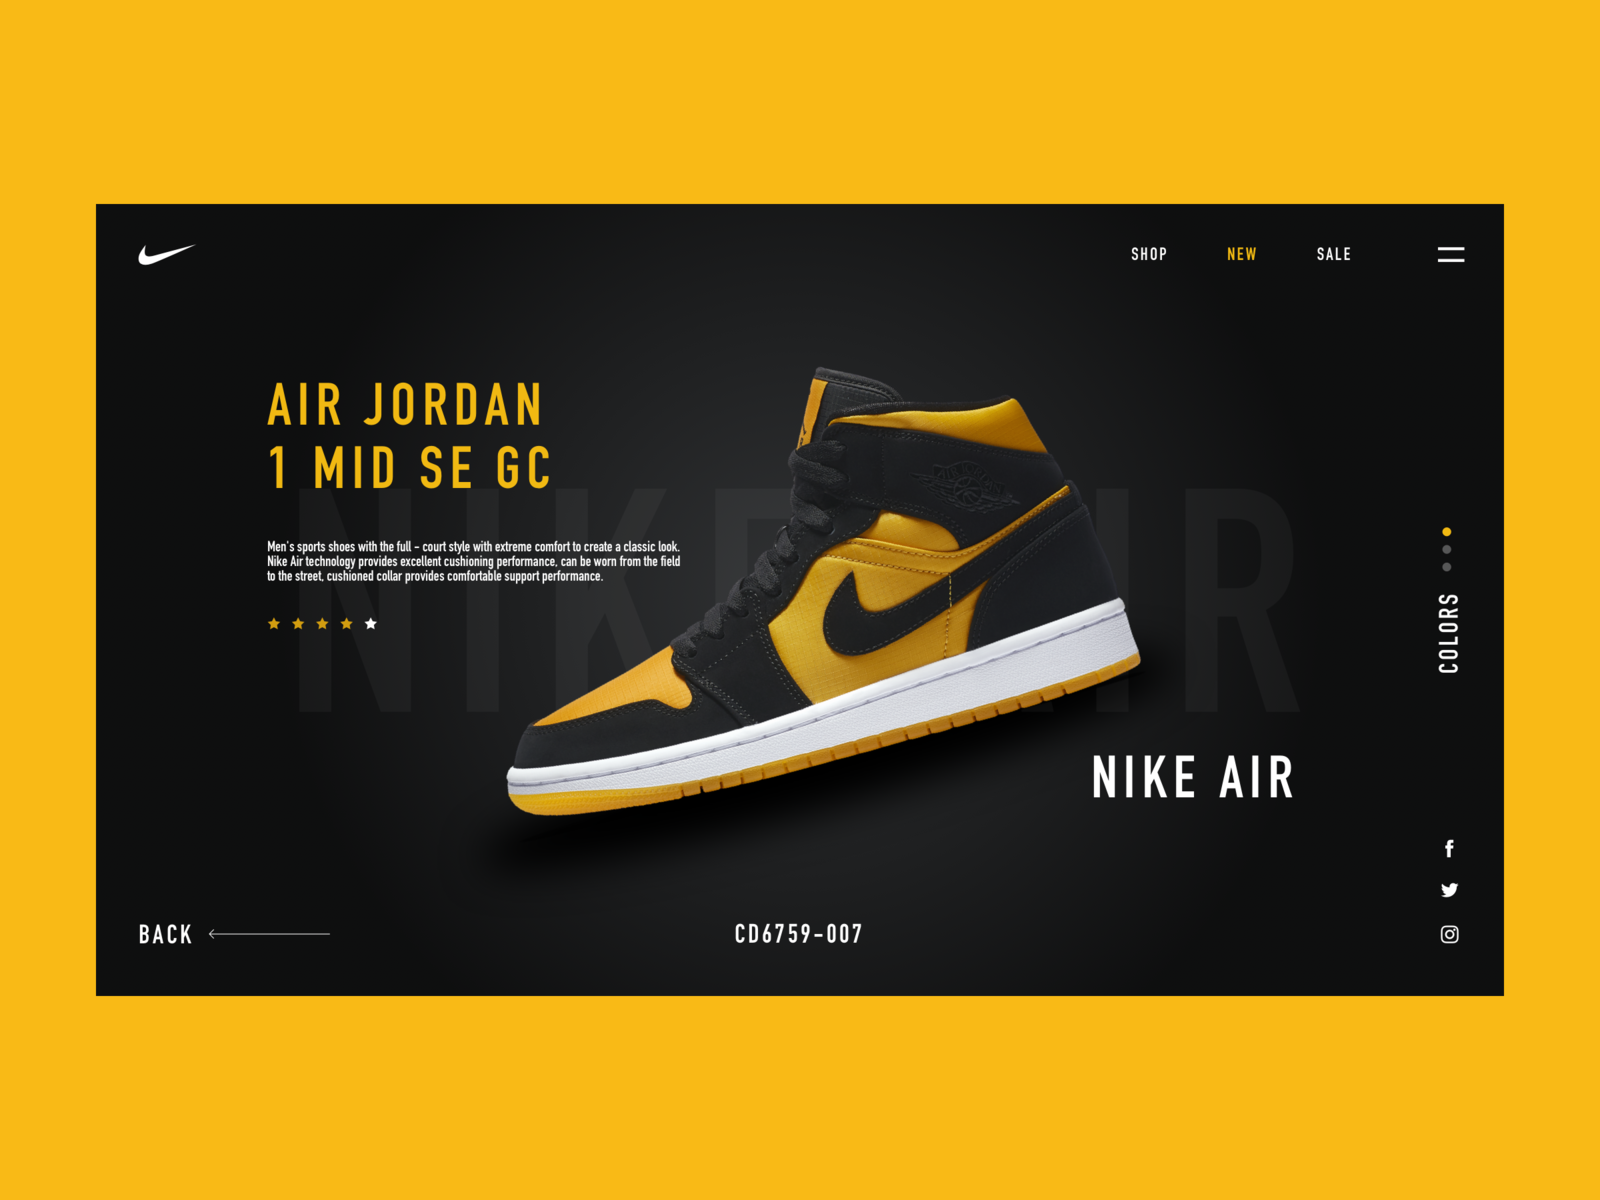 SHOP NEW SALE
AIR JORDAN
1 MID SE GC
NIKE AIR
Men's sports shoes with the full - court style with extreme comfort to create a classic look.
Nike Air technology provides excellent cushioning performance, can be worn from the field
to the street, cushioned collar provides comfortable support performance.
COLORS
NIKE AIR
BACK
CD6759-007